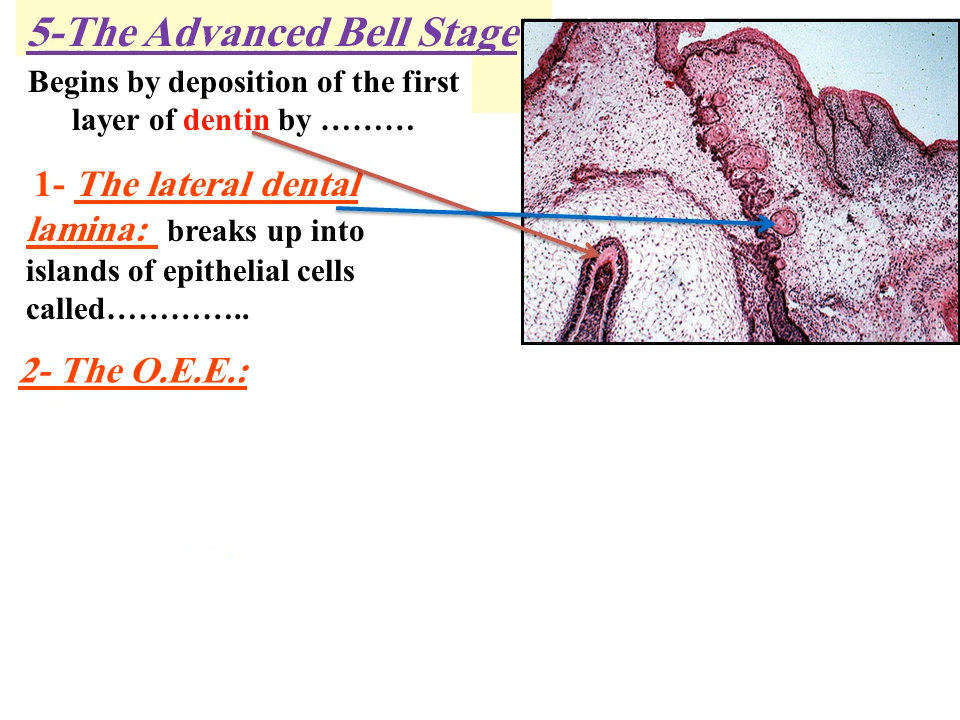 5-The Advanced Bell Stage
Begins by deposition of the first
layer of dentin by ………
1- The lateral dental
lamina: breaks up into
islands of epithelial cells
called…………..
2- The O.E.E.: